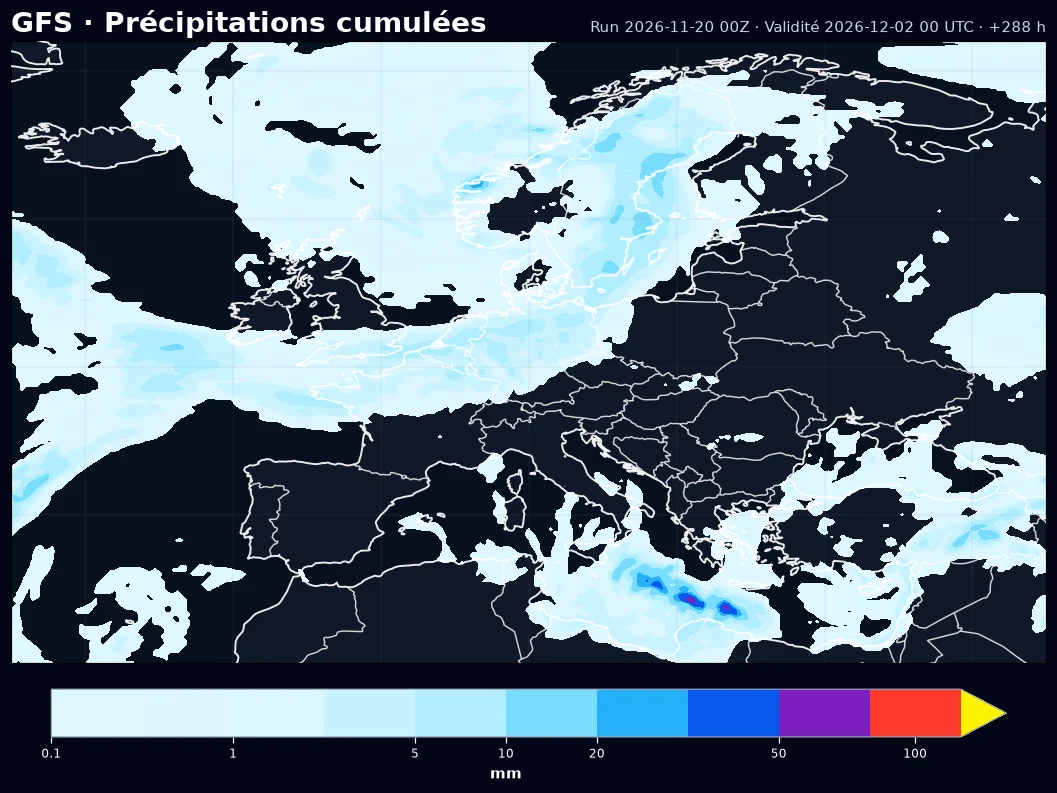 GFS · Précipitations cumulées
Run 2026-11-20 00Z · Validité 2026-12-02 00 UTC · +288 h
0.1 1 5 10 20 50 100
mm